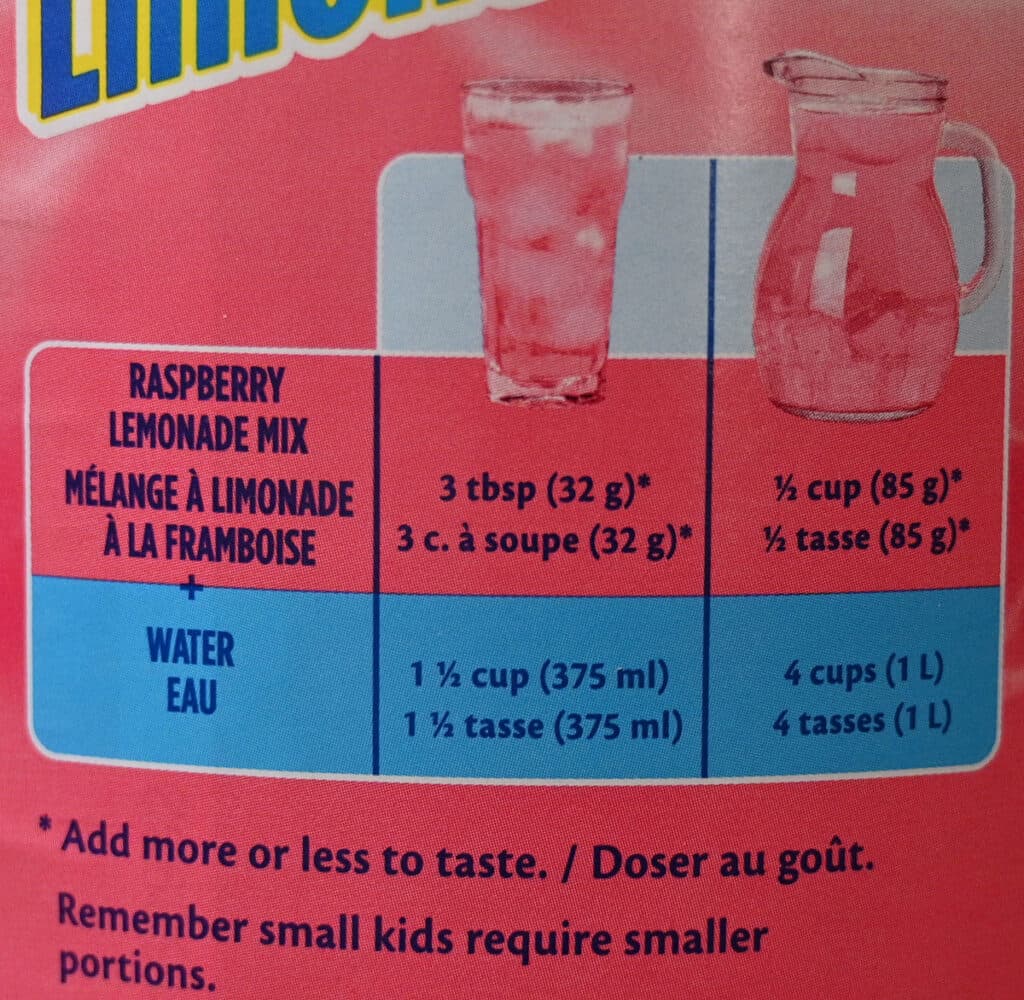 RASPBERRY
LEMONADE MIX
MÉLANGE À LIMONADE
À LA FRAMBOISE
3 tbsp (32 g)*
3 c. à soupe (32 g)*
½ cup (85 g)*
½ tasse (85 g)*
+
WATER
EAU
1 ½ cup (375 ml)
1 ½ tasse (375 ml)
4 cups (1 L)
4 tasses (1 L)
* Add more or less to taste. / Doser au goût.
Remember small kids require smaller
portions.